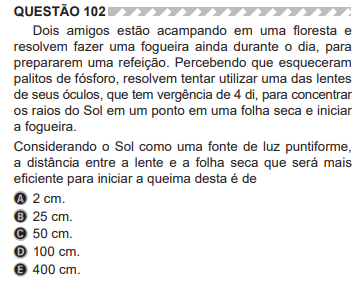 QUESTÃO 102
Dois amigos estão acampando em uma floresta e
resolvem fazer uma fogueira ainda durante o dia, para
prepararem uma refeição. Percebendo que esqueceram
palitos de fósforo, resolvem tentar utilizar uma das lentes
de seus óculos, que tem vergência de 4 di, para concentrar
os raios do Sol em um ponto em uma folha seca e iniciar
a fogueira.
Considerando o Sol como uma fonte de luz puntiforme,
a distância entre a lente e a folha seca que será mais
eficiente para iniciar a queima desta é de
A 2 cm.
B 25 cm.
C 50 cm.
D 100 cm.
E 400 cm.